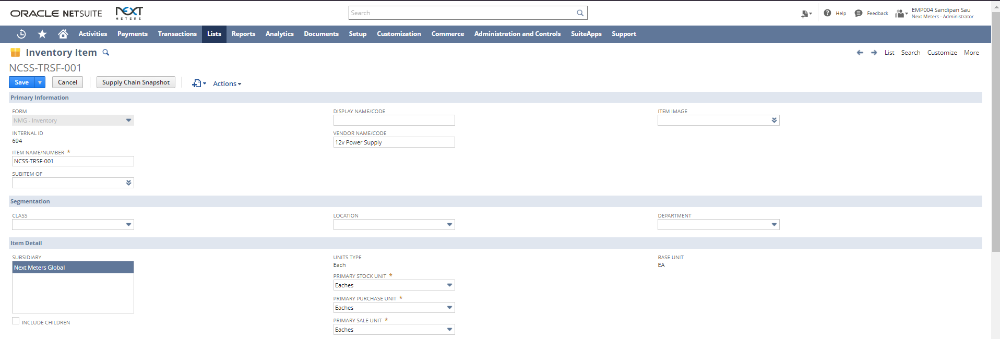 ORACLE NETSUITE
NEXT
METERS
Search
Help
Feedback
EMP004 Sandipan Sau
Next Meters - Administrator
Activities Payments Transactions Lists Reports Analytics Documents Setup Customization Commerce Administration and Controls SuiteApps Support
Inventory Item
List Search Customize More
NCSS-TRSF-001
Save Cancel Supply Chain Snapshot Actions
Primary Information
FORM
NMG - Inventory
INTERNAL ID
694
ITEM NAME/NUMBER *
NCSS-TRSF-001
SUBITEM OF
DISPLAY NAME/CODE
VENDOR NAME/CODE
12v Power Supply
ITEM IMAGE
Segmentation
CLASS
LOCATION
DEPARTMENT
Item Detail
SUBSIDIARY
Next Meters Global
INCLUDE CHILDREN
UNITS TYPE
Each
PRIMARY STOCK UNIT *
Eaches
PRIMARY PURCHASE UNIT *
Eaches
PRIMARY SALE UNIT *
Eaches
BASE UNIT
EA